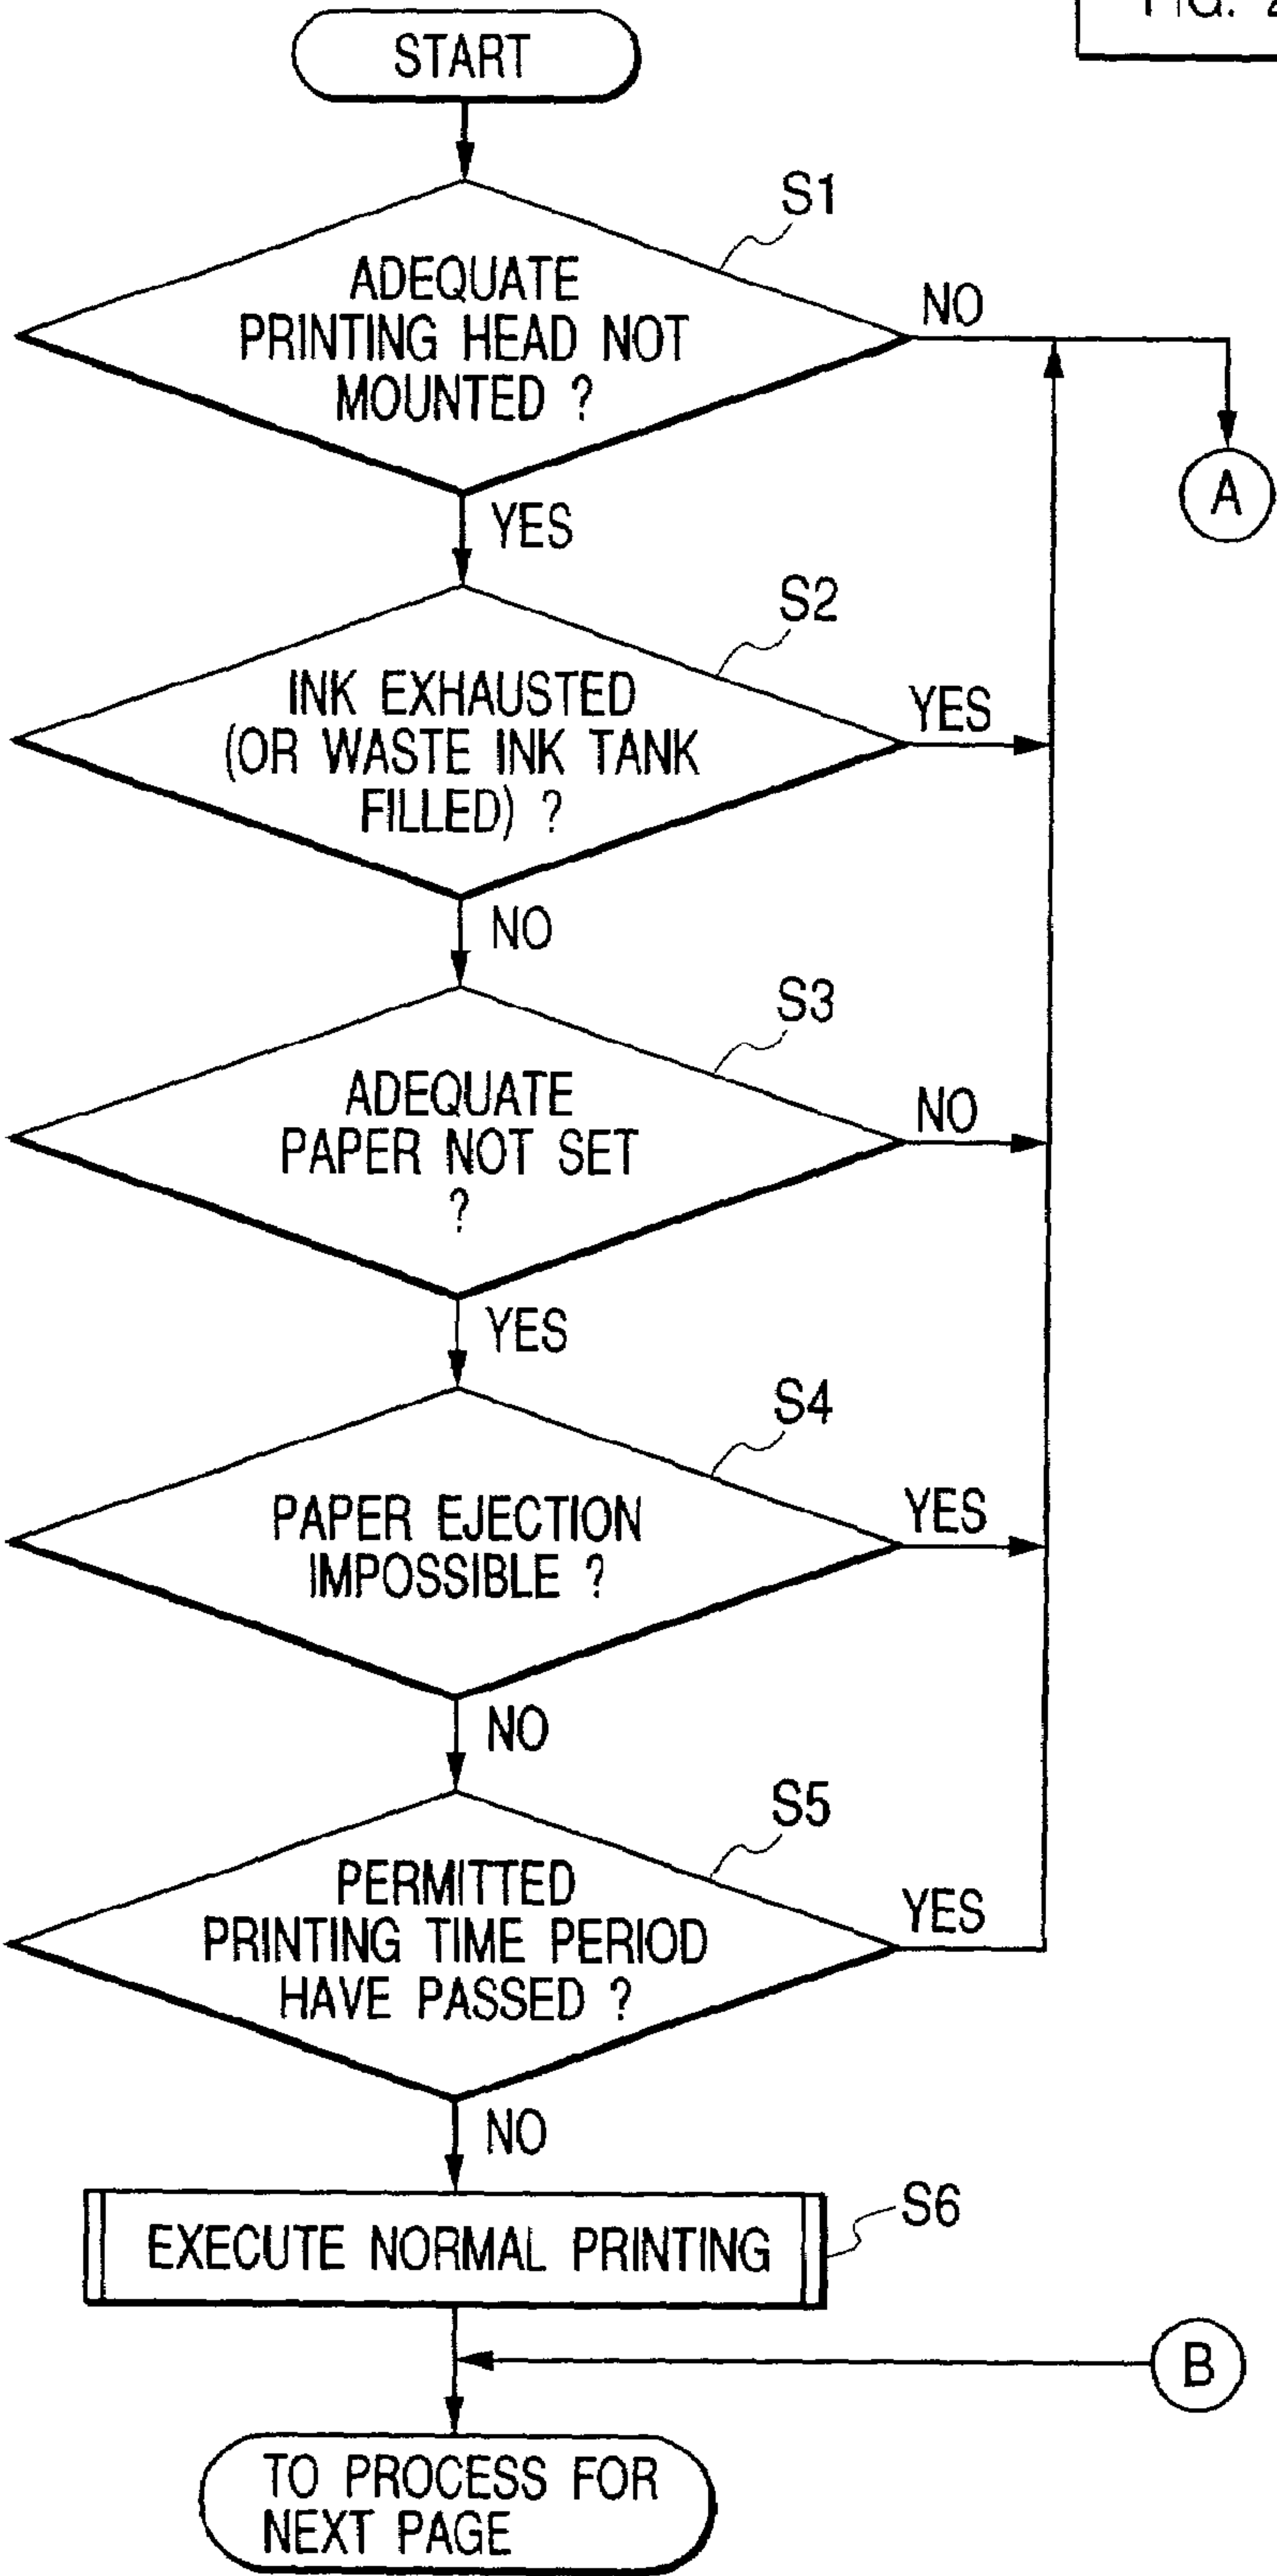 START
S1
ADEQUATE
PRINTING HEAD NOT
MOUNTED ?
NO
A
YES
S2
INK EXHAUSTED
(OR WASTE INK TANK
FILLED) ?
YES
NO
S3
ADEQUATE
PAPER NOT SET
?
NO
YES
S4
PAPER EJECTION
IMPOSSIBLE ?
YES
NO
S5
PERMITTED
PRINTING TIME PERIOD
HAVE PASSED ?
YES
NO
EXECUTE NORMAL PRINTING
S6
B
TO PROCESS FOR
NEXT PAGE